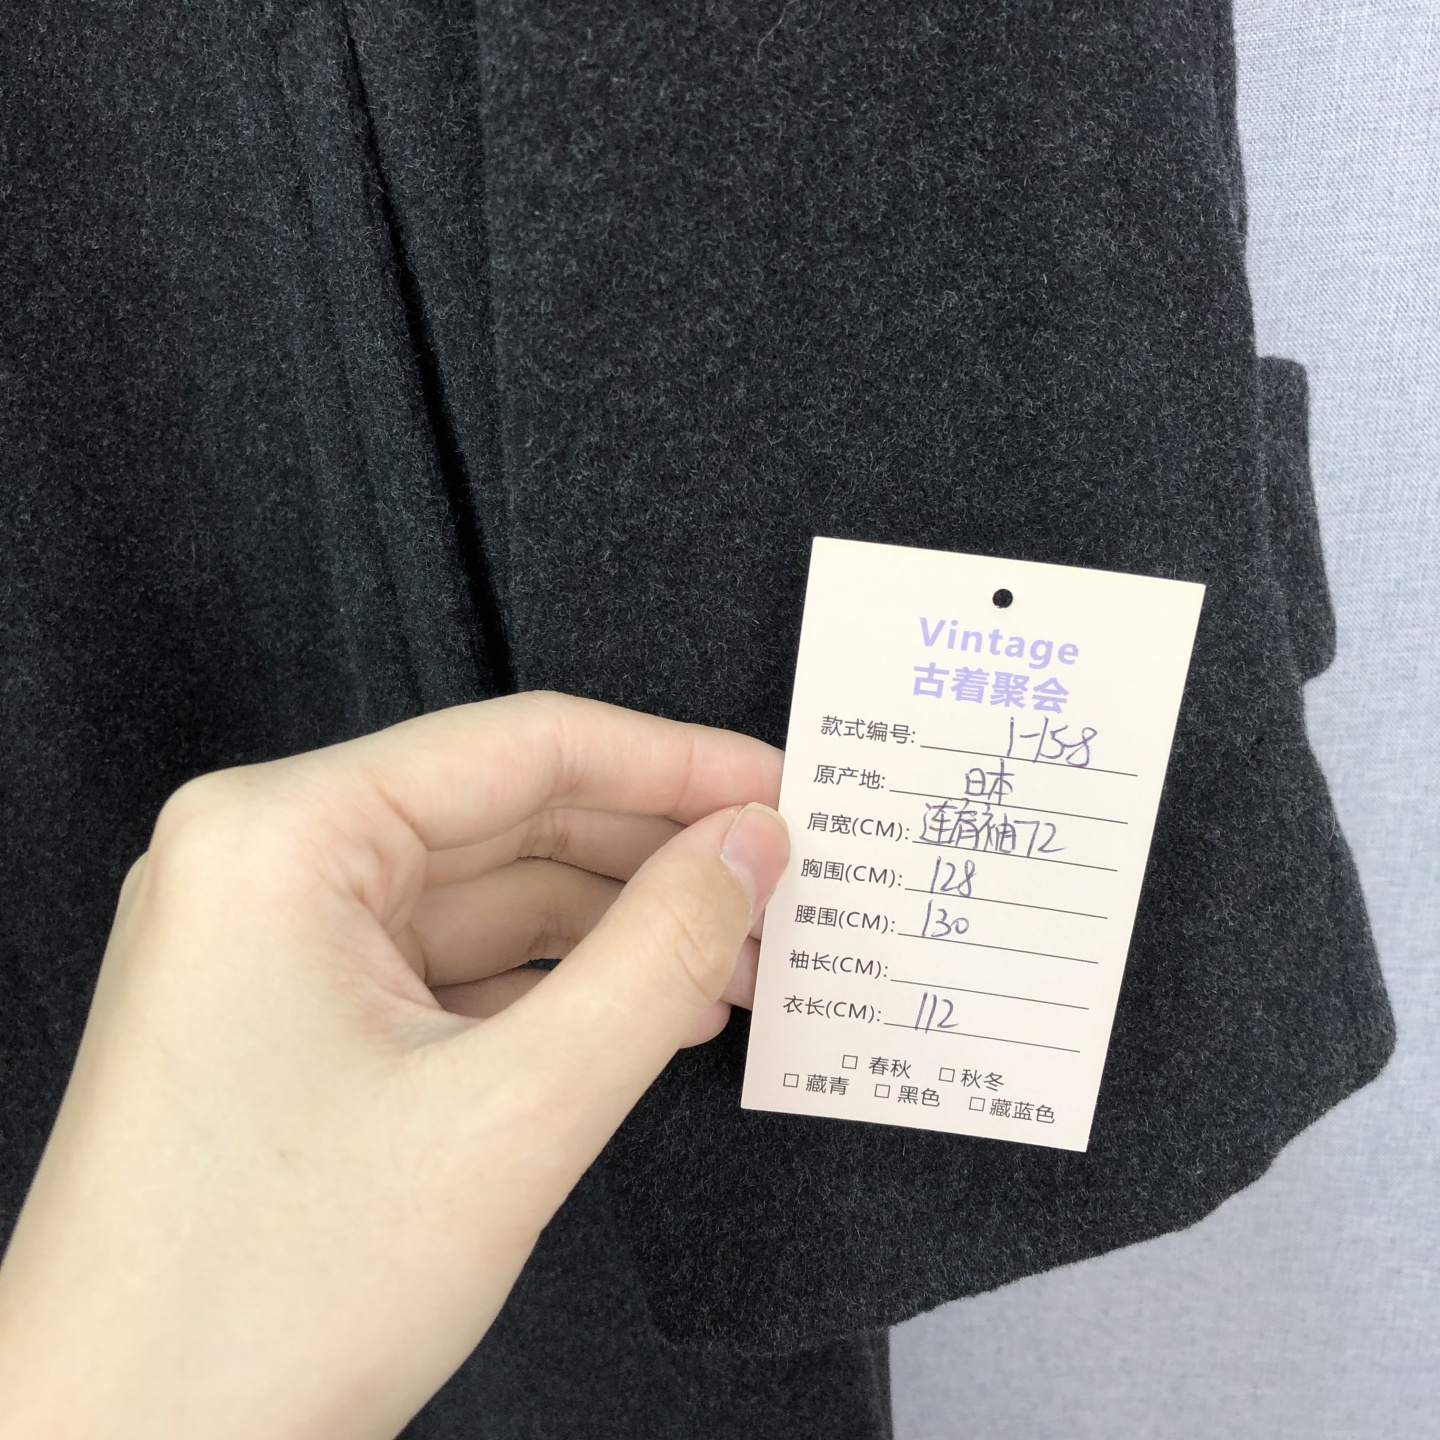 Vintage
古着聚会
款式编号: 1-15-8
原产地: 日本
肩宽(CM): 连肩袖72
胸围(CM): 128
腰围(CM): 130
袖长(CM):
衣长(CM): 112
□ 春秋 □ 秋冬
□ 藏青 □ 黑色 □ 藏蓝色